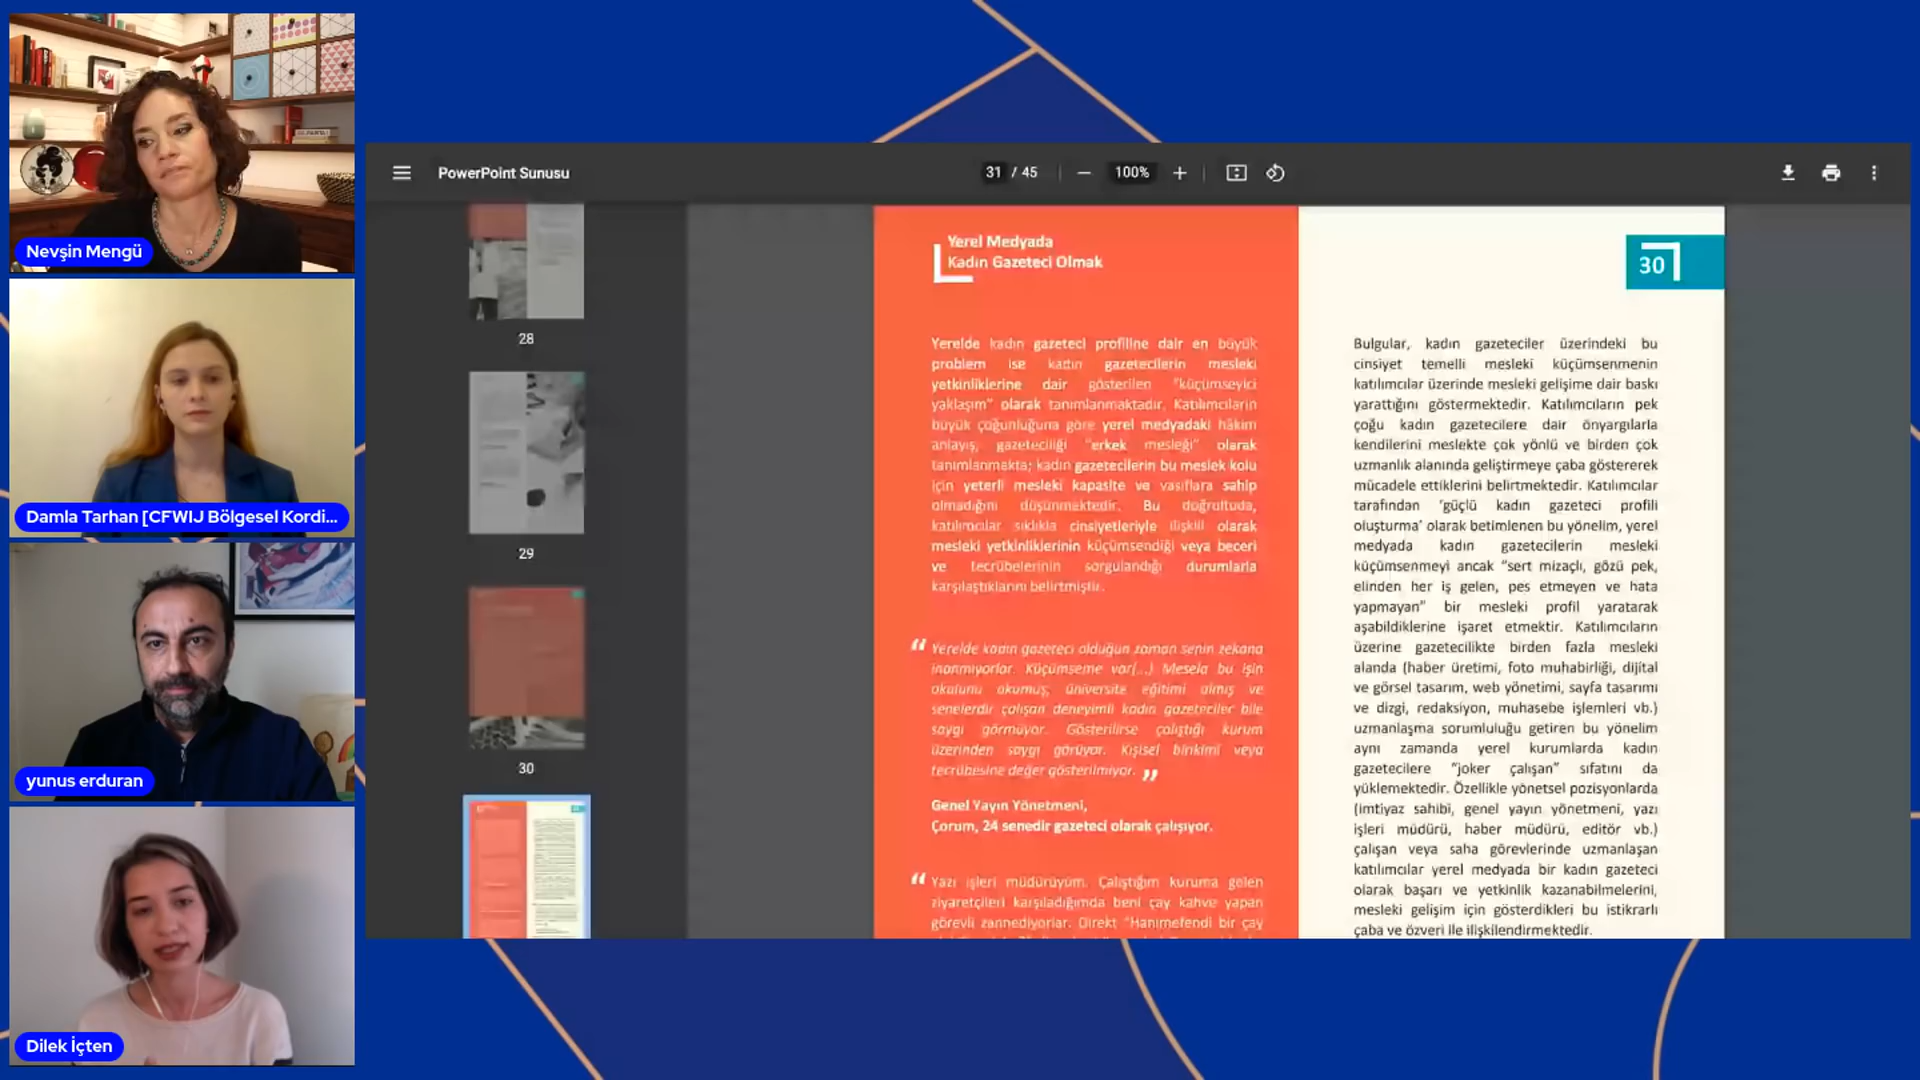 Nevşin Mengü
Damla Tarhan [CFWIJ Bölgesel Kordi...
yunus erduran
Dilek İçten
PowerPoint Sunusu
31 / 45
100%
28
29
30
Yerel Medyada
Kadın Gazeteci Olmak
Yerelde kadın gazeteci profiline dair en büyük
problem ise kadın gazetecilerin mesleki
yetkinliklerine dair gösterilen "küçümseyici
yaklaşım" olarak tanımlanmaktadır. Katılımcıların
büyük çoğunluğuna göre yerel medyadaki hâkim
anlayış, gazeteciliği "erkek mesleği" olarak
tanımlanmakta; kadın gazetecilerin bu meslek kolu
için yeterli mesleki kapasite ve vasıflara sahip
olmadığını düşünmektedir. Bu doğrultuda,
katılımcılar sıklıkla cinsiyetleriyle ilişkili olarak
mesleki yetkinliklerinin küçümsendiği veya beceri
ve tecrübelerinin sorgulandığı durumlarla
karşılaştıklarını belirtmiştir.
“ Yerelde kadın gazeteci olduğun zaman senin zekana
inanmıyorlar. Küçümseme var(...) Mesela bu işin
okulunu okumuş, üniversite eğitimi almış ve
senelerdir çalışan deneyimli kadın gazeteciler bile
saygı görmüyor. Gösterilirse çalıştığı kurum
üzerinden saygı görüyor. Kişisel birikimi veya
tecrübesine değer gösterilmiyor. ”
Genel Yayın Yönetmeni,
Çorum, 24 senedir gazeteci olarak çalışıyor.
“ Yazı işleri müdürüyüm. Çalıştığım kuruma gelen
ziyaretçileri karşıladığımda beni çay kahve yapan
görevli zannediyorlar. Direkt "Hanımefendi bir çay
30
Bulgular, kadın gazeteciler üzerindeki bu
cinsiyet temelli mesleki küçümsenmenin
katılımcılar üzerinde mesleki gelişime dair baskı
yarattığını göstermektedir. Katılımcıların pek
çoğu kadın gazetecilere dair önyargılarla
kendilerini meslekte çok yönlü ve birden çok
uzmanlık alanında geliştirmeye çaba göstererek
mücadele ettiklerini belirtmektedir. Katılımcılar
tarafından 'güçlü kadın gazeteci profili
oluşturma' olarak betimlenen bu yönelim, yerel
medyada kadın gazetecilerin mesleki
küçümsenmeyi ancak "sert mizaçlı, gözü pek,
elinden her iş gelen, pes etmeyen ve hata
yapmayan" bir mesleki profil yaratarak
aşabildiklerine işaret etmektir. Katılımcıların
üzerine gazetecilikte birden fazla mesleki
alanda (haber üretimi, foto muhabirliği, dijital
ve görsel tasarım, web yönetimi, sayfa tasarımı
ve dizgi, redaksiyon, muhasebe işlemleri vb.)
uzmanlaşma sorumluluğu getiren bu yönelim
aynı zamanda yerel kurumlarda kadın
gazetecilere "joker çalışan" sıfatını da
yüklemektedir. Özellikle yönetsel pozisyonlarda
(imtiyaz sahibi, genel yayın yönetmeni, yazı
işleri müdürü, haber müdürü, editör vb.)
çalışan veya saha görevlerinde uzmanlaşan
katılımcılar yerel medyada bir kadın gazeteci
olarak başarı ve yetkinlik kazanabilmelerini,
mesleki gelişim için gösterdikleri bu istikrarlı
çaba ve özveri ile ilişkilendirmektedir.